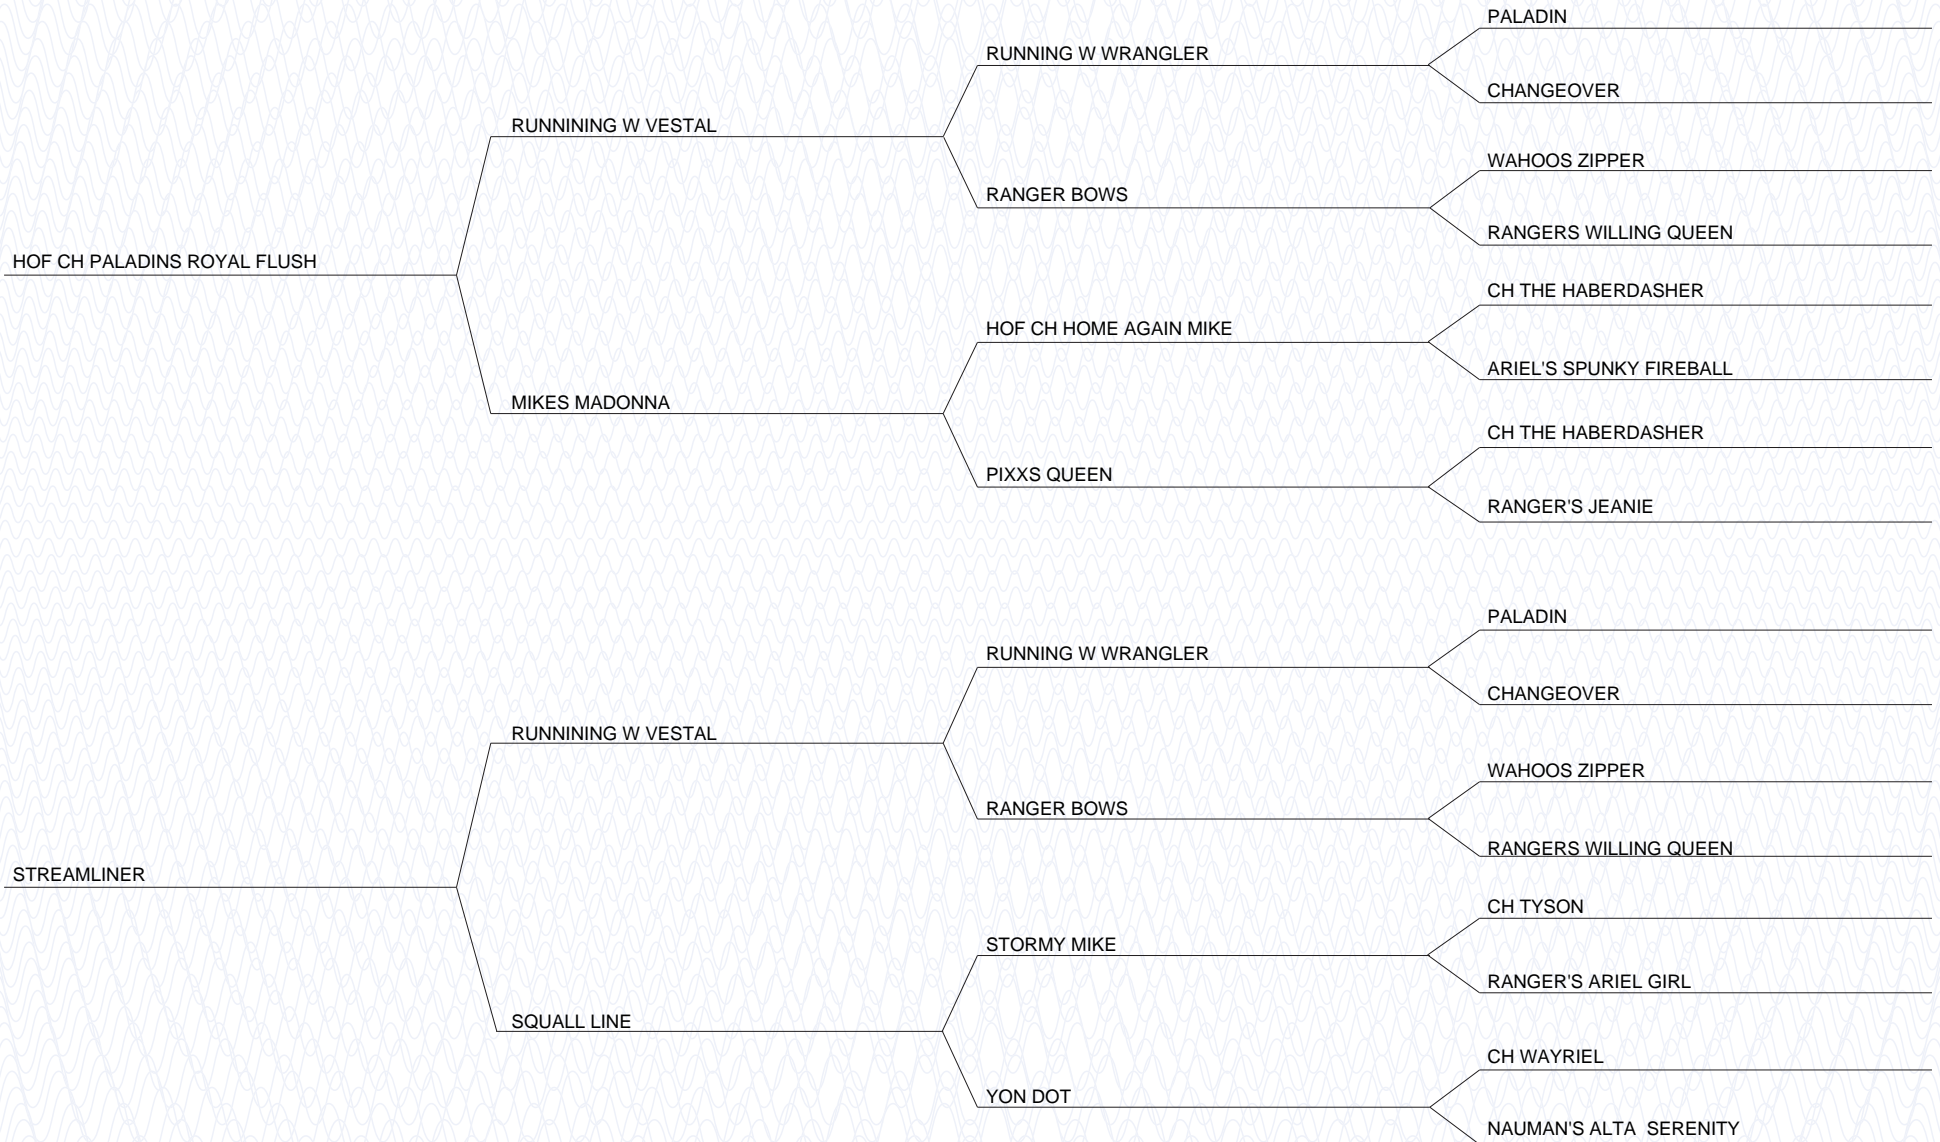 PALADIN
RUNNING W WRANGLER
CHANGEOVER
RUNNINING W VESTAL
WAHOOS ZIPPER
RANGER BOWS
RANGERS WILLING QUEEN
HOF CH PALADINS ROYAL FLUSH
CH THE HABERDASHER
HOF CH HOME AGAIN MIKE
ARIEL'S SPUNKY FIREBALL
MIKES MADONNA
CH THE HABERDASHER
PIXXS QUEEN
RANGER'S JEANIE
PALADIN
RUNNING W WRANGLER
CHANGEOVER
RUNNINING W VESTAL
WAHOOS ZIPPER
RANGER BOWS
RANGERS WILLING QUEEN
STREAMLINER
CH TYSON
STORMY MIKE
RANGER'S ARIEL GIRL
SQUALL LINE
CH WAYRIEL
YON DOT
NAUMAN'S ALTA  SERENITY